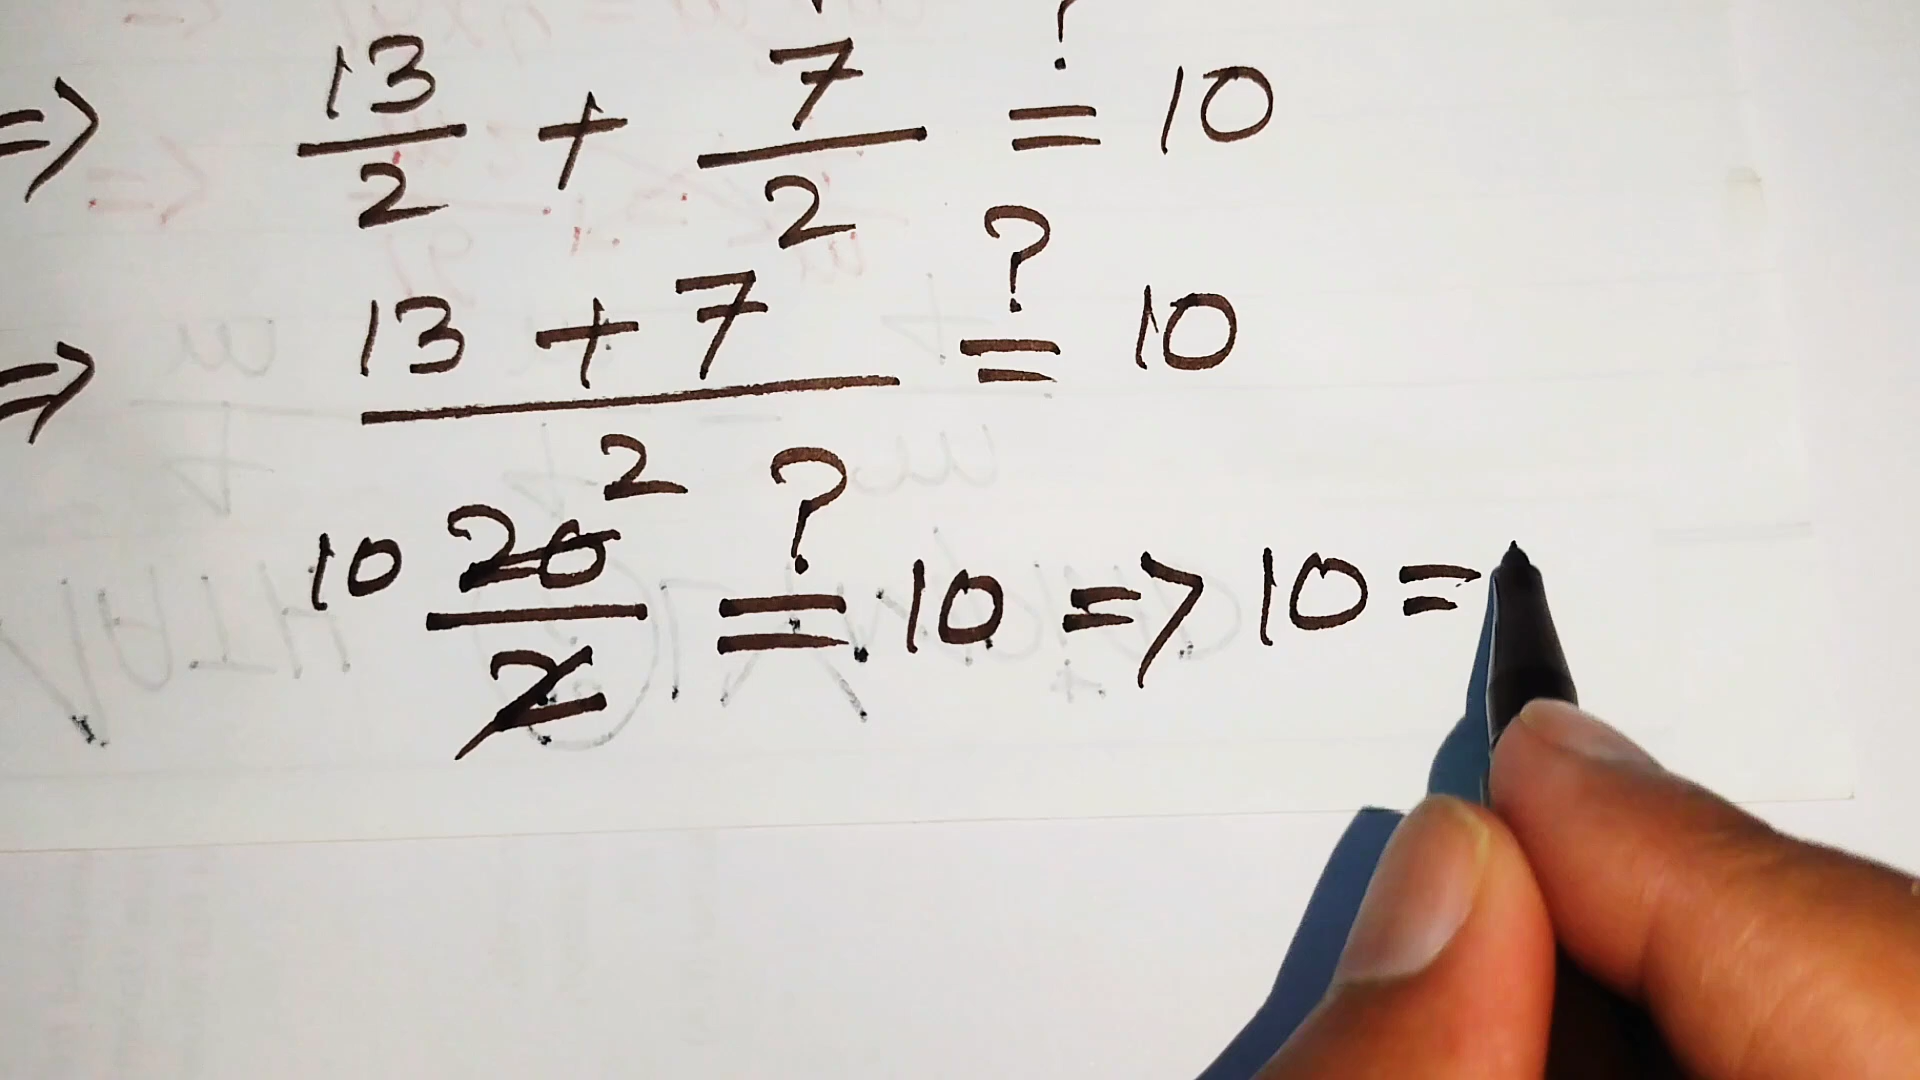 => 13/2 + 7/2 ?= 10
=> (13 + 7)/2 ?= 10
10 20/2 ?= 10 => 10 =